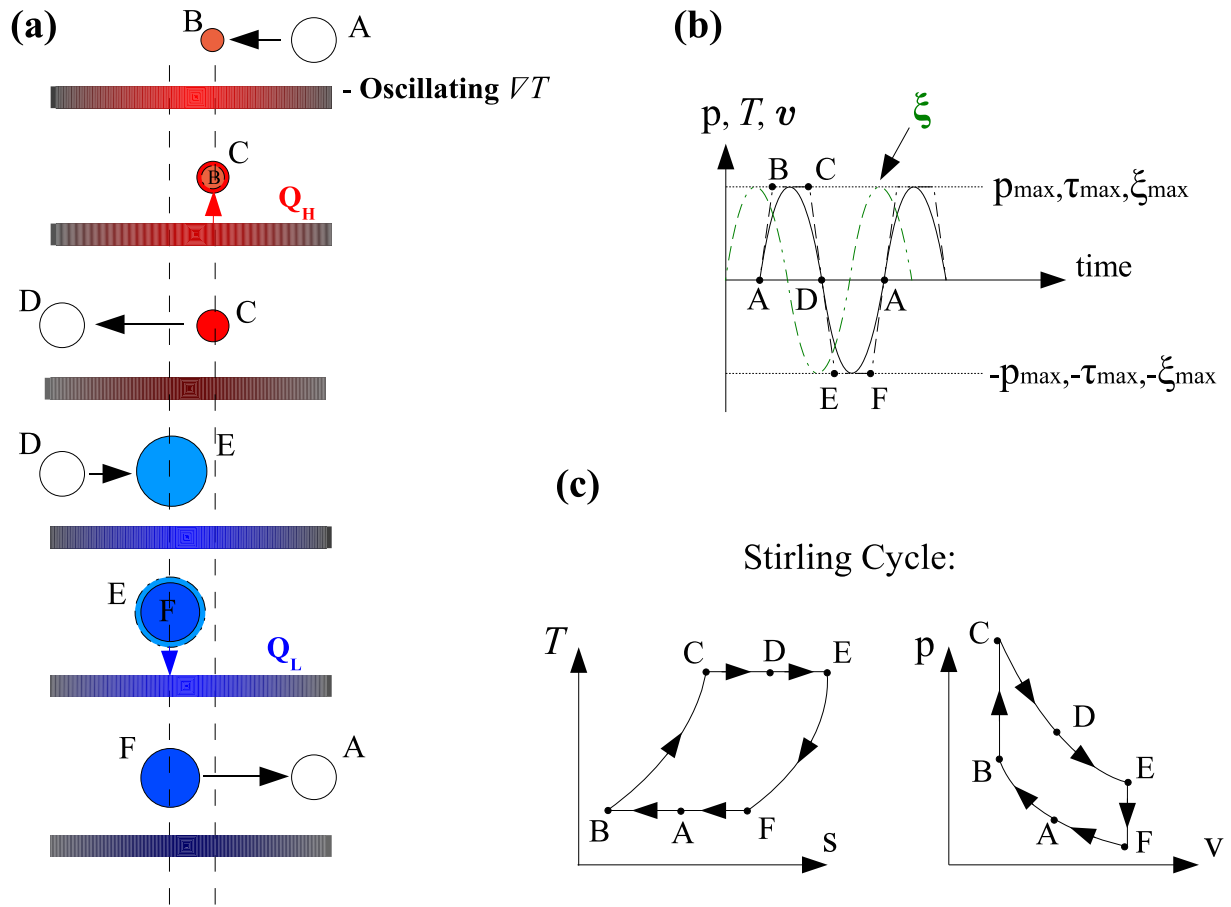 (a)
B
A
- Oscillating ∇T
C
B
Q_H
D
C
D
E
E
F
Q_L
F
A
(b)
p, T, v
ξ
B
C
p_max,τ_max,ξ_max
time
A
D
A
-p_max,-τ_max,-ξ_max
E
F
(c)
Stirling Cycle:
T
C
D
E
B
A
F
s
p
C
D
B
E
A
F
v